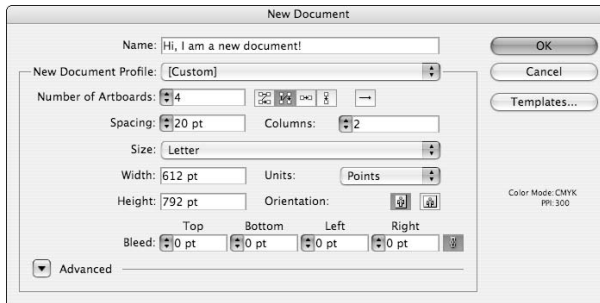 New Document
Name: Hi, I am a new document!
OK
New Document Profile: [Custom]
Cancel
Number of Artboards: 4
Templates...
Spacing: 20 pt Columns: 2
Size: Letter
Width: 612 pt Units: Points
Height: 792 pt Orientation:
Color Mode: CMYK
PPI: 300
Top Bottom Left Right
Bleed: 0 pt 0 pt 0 pt 0 pt
Advanced